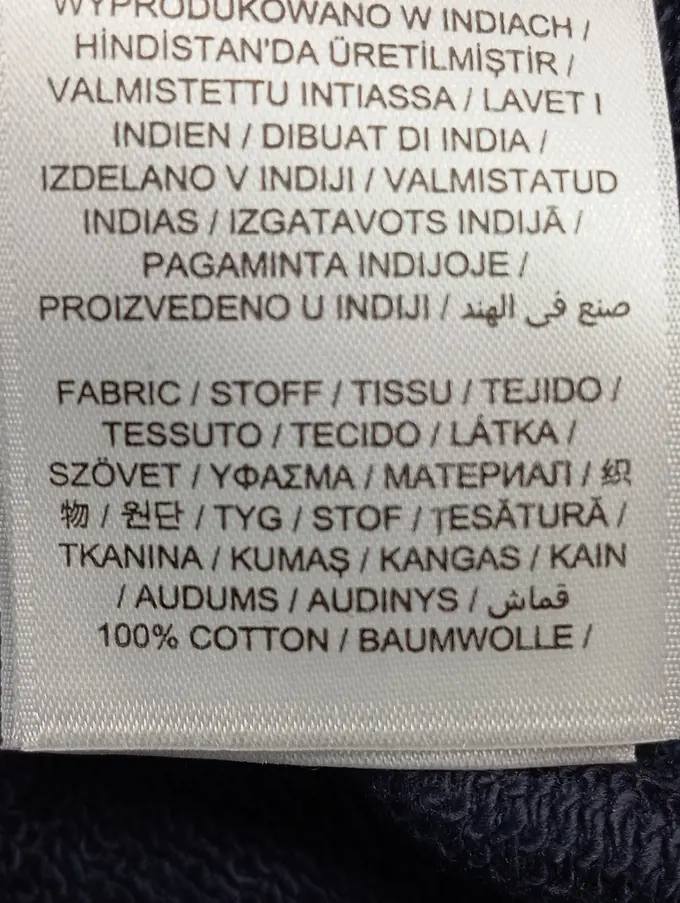 WYPRODUKOWANO W INDIACH /
HİNDİSTAN'DA ÜRETİLMİŞTİR /
VALMISTETTU INTIASSA / LAVET I
INDIEN / DIBUAT DI INDIA /
IZDELANO V INDIJI / VALMISTATUD
INDIAS / IZGATAVOTS INDIJĀ /
PAGAMINTA INDIJOJE /
PROIZVEDENO U INDIJI / صنع في الهند
FABRIC / STOFF / TISSU / TEJIDO /
TESSUTO / TECIDO / LÁTKA /
SZÖVET / ΥΦΑΣΜΑ / МАТЕРИАЛ / 织
物 / 원단 / TYG / STOF / ȚESĂTURĂ /
TKANINA / KUMAŞ / KANGAS / KAIN
/ AUDUMS / AUDINYS / قماش
100% COTTON / BAUMWOLLE /